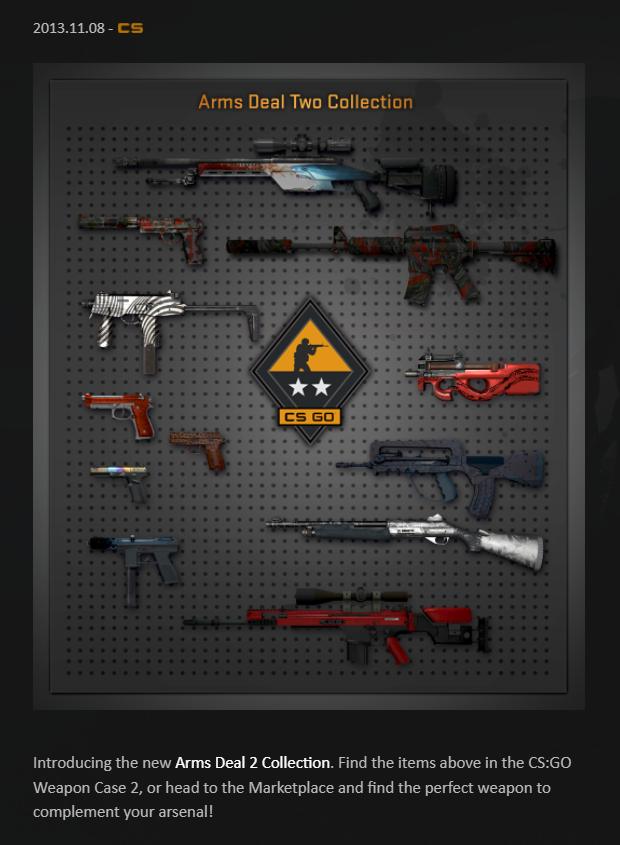 2013.11.08 - CS
Arms Deal Two Collection
CS GO
Introducing the new Arms Deal 2 Collection. Find the items above in the CS:GO
Weapon Case 2, or head to the Marketplace and find the perfect weapon to
complement your arsenal!